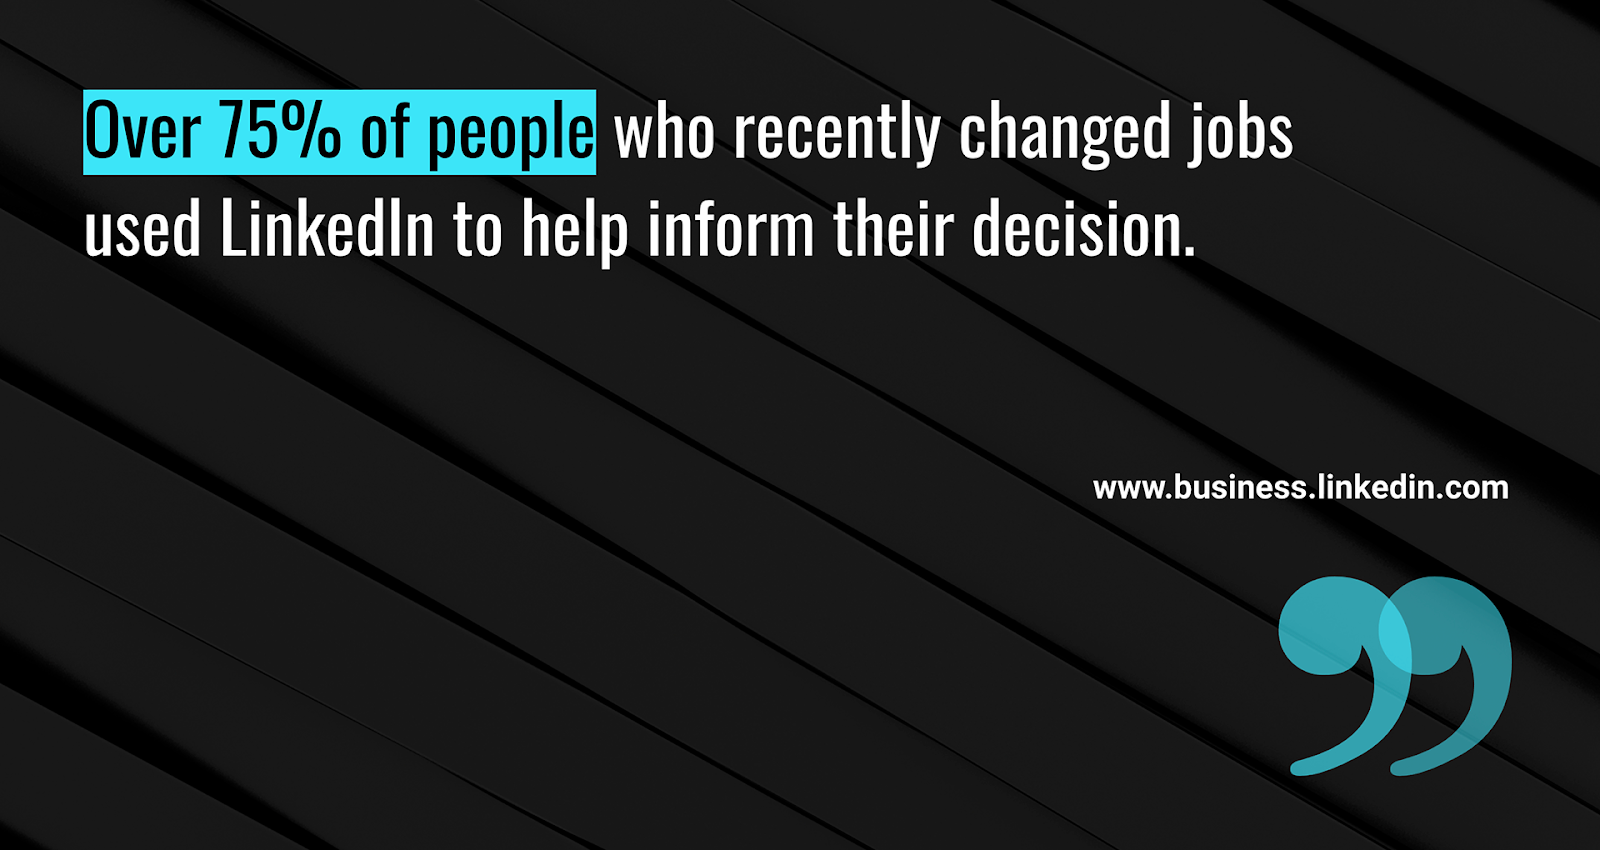 Over 75% of people who recently changed jobs
used LinkedIn to help inform their decision.
www.business.linkedin.com